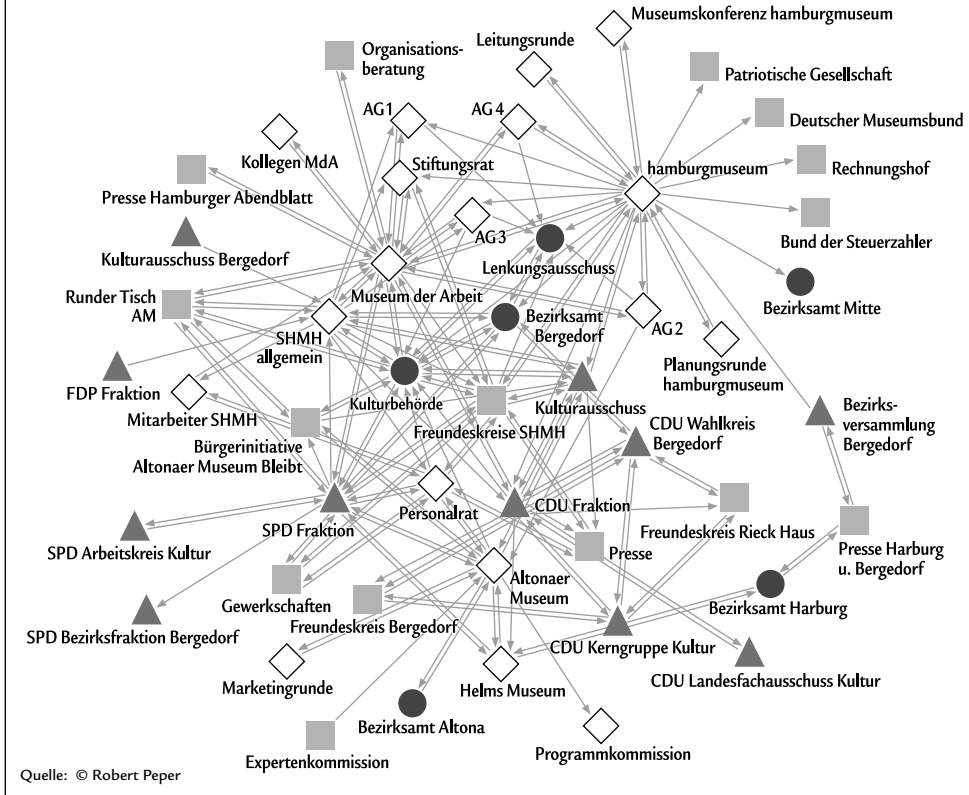 Museumskonferenz hamburgmuseum
Organisations-
beratung
Leitungsrunde
Patriotische Gesellschaft
AG 1
AG 4
Deutscher Museumsbund
Kollegen MdA
Stiftungsrat
hamburgmuseum
Rechnungshof
Presse Hamburger Abendblatt
AG 3
Bund der Steuerzahler
Kulturausschuss Bergedorf
Lenkungsausschuss
Runder Tisch
AM
Museum der Arbeit
Bezirksamt Mitte
Bezirksamt
Bergedorf
AG 2
SHMH
allgemein
Planungsrunde
hamburgmuseum
FDP Fraktion
Mitarbeiter SHMH
Kulturbehörde
Kulturausschuss
Bezirks-
versammlung
Bergedorf
Freundeskreise SHMH
CDU Wahlkreis
Bergedorf
Bürgerinitiative
Altonaer Museum Bleibt
SPD Fraktion
Personalrat
CDU Fraktion
Freundeskreis Rieck Haus
SPD Arbeitskreis Kultur
Presse
Presse Harburg
u. Bergedorf
Altonaer
Museum
Gewerkschaften
Bezirksamt Harburg
SPD Bezirksfraktion Bergedorf
Freundeskreis Bergedorf
CDU Kerngruppe Kultur
Marketingrunde
Helms Museum
CDU Landesfachausschuss Kultur
Bezirksamt Altona
Programmkommission
Expertenkommission
Quelle: © Robert Peper